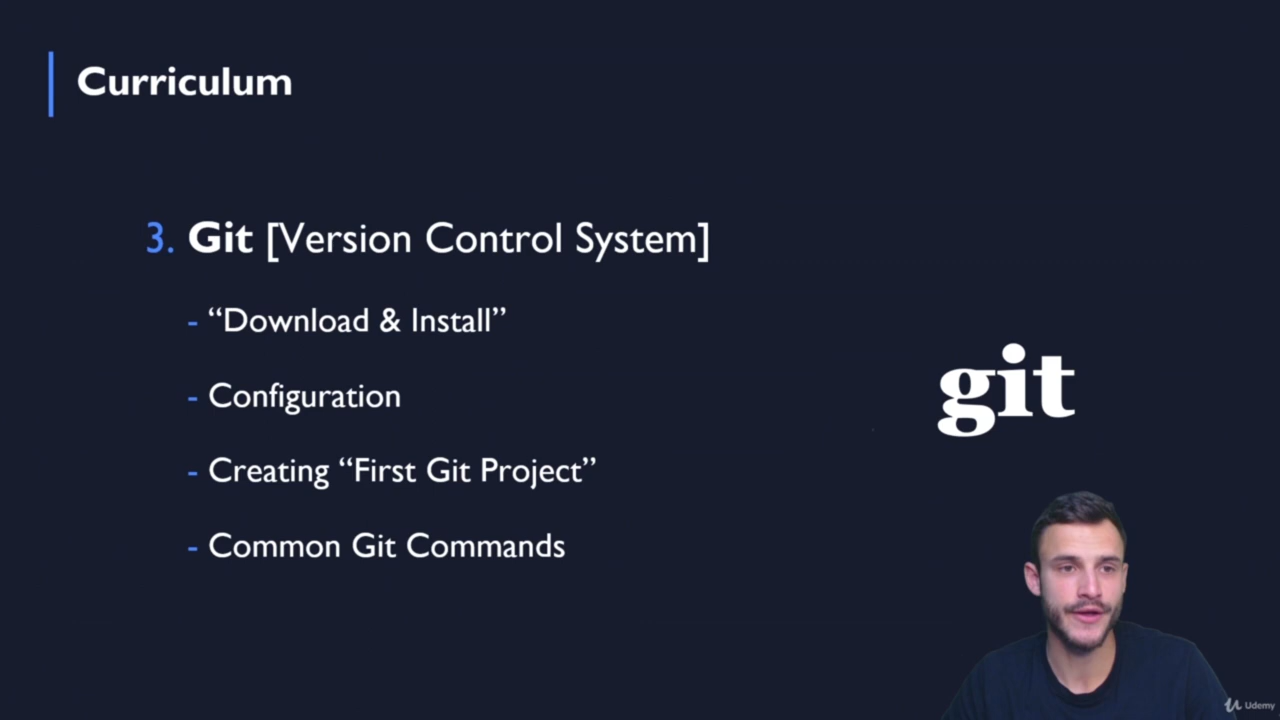 Curriculum
3. Git [Version Control System]
- “Download & Install”
- Configuration
- Creating “First Git Project”
- Common Git Commands
git
Udemy